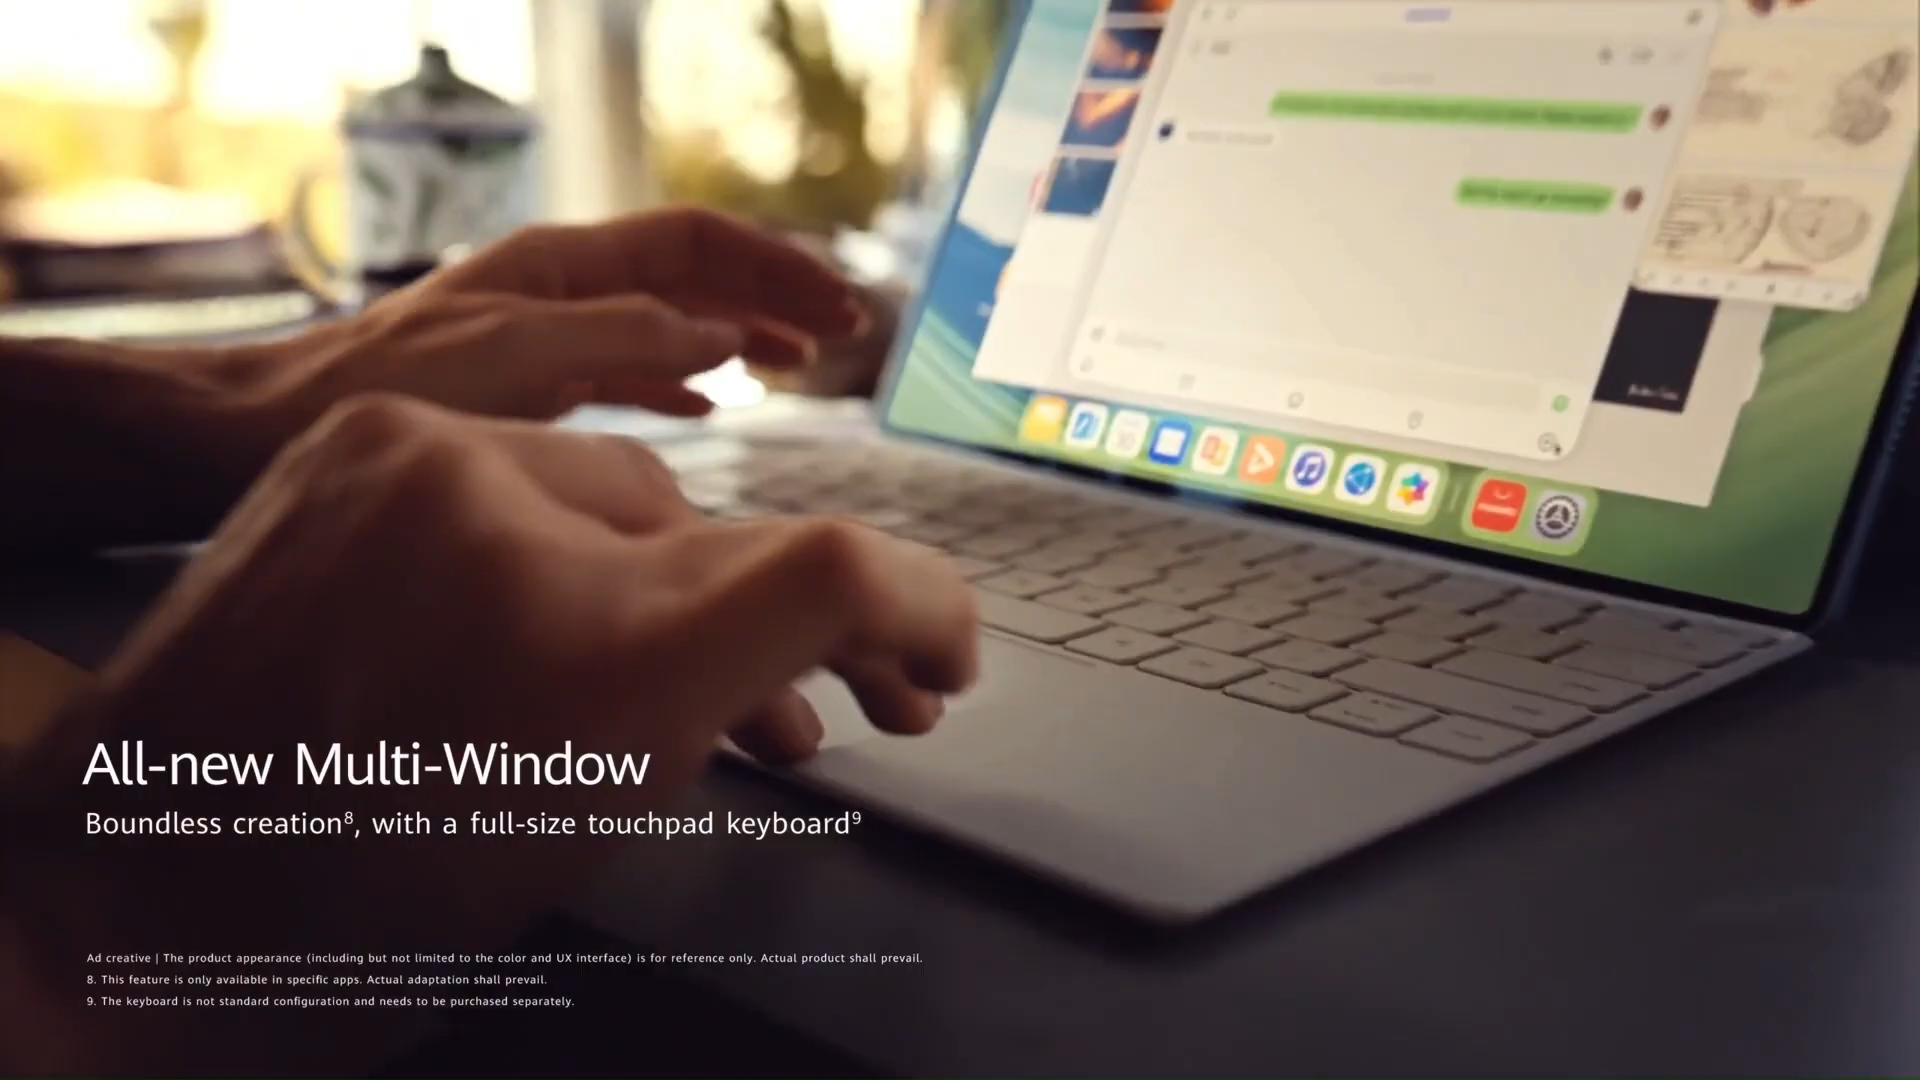 All-new Multi-Window
Boundless creation⁸, with a full-size touchpad keyboard⁹
Ad creative | The product appearance (including but not limited to the color and UX interface) is for reference only. Actual product shall prevail.
8. This feature is only available in specific apps. Actual adaptation shall prevail.
9. The keyboard is not standard configuration and needs to be purchased separately.